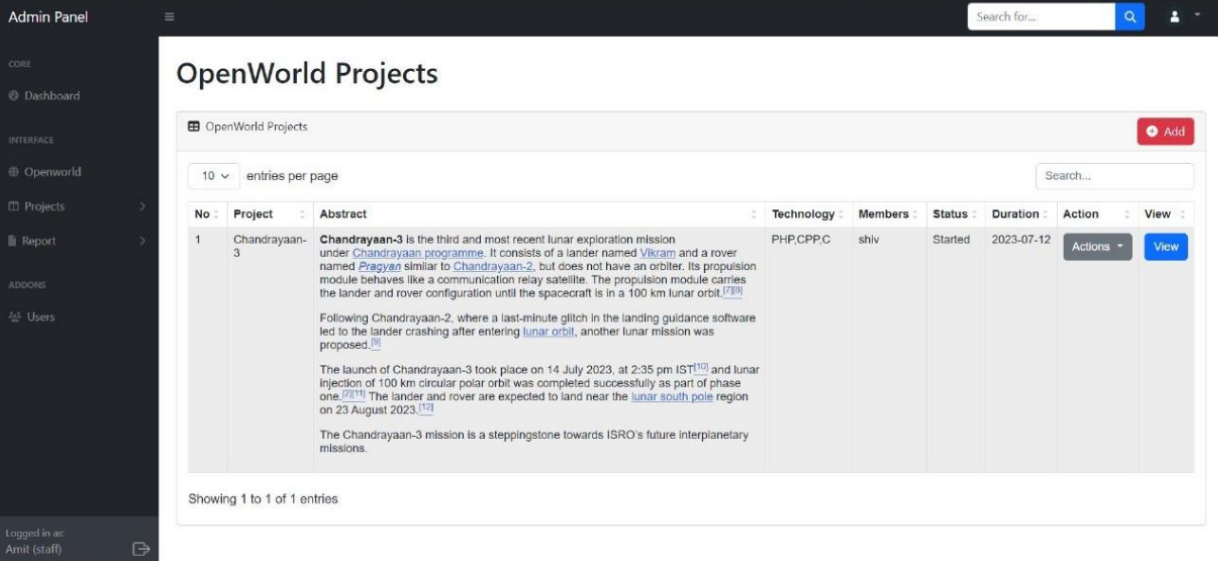 Admin Panel
Search for...
CORE
Dashboard
INTERFACE
Openworld
Projects
Report
ADDONS
Users
Logged in as:
Amit (staff)
OpenWorld Projects
OpenWorld Projects
Add
10 entries per page
Search...
No Project Abstract Technology Members Status Duration Action View
1
Chandrayaan-
3
Chandrayaan-3 is the third and most recent lunar exploration mission
under Chandrayaan programme. It consists of a lander named Vikram and a rover
named Pragyan similar to Chandrayaan-2, but does not have an orbiter. Its propulsion
module behaves like a communication relay satellite. The propulsion module carries
the lander and rover configuration until the spacecraft is in a 100 km lunar orbit.[7][8]
Following Chandrayaan-2, where a last-minute glitch in the landing guidance software
led to the lander crashing after entering lunar orbit, another lunar mission was
proposed.[9]
The launch of Chandrayaan-3 took place on 14 July 2023, at 2:35 pm IST[10] and lunar
injection of 100 km circular polar orbit was completed successfully as part of phase
one.[2][11] The lander and rover are expected to land near the lunar south pole region
on 23 August 2023.[12]
The Chandrayaan-3 mission is a steppingstone towards ISRO's future interplanetary
missions.
PHP,CPP,C
shiv
Started
2023-07-12
Actions
View
Showing 1 to 1 of 1 entries